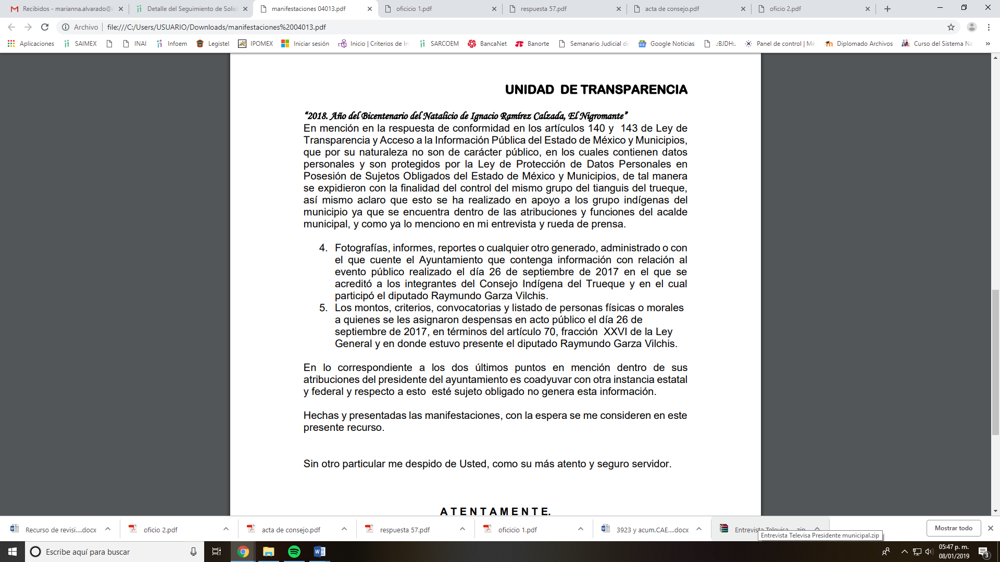 Recibidos - marianna.alvarado@i
Detalle del Seguimiento de Solici
manifestaciones 04013.pdf
oficicio 1.pdf
respuesta 57.pdf
acta de consejo.pdf
oficio 2.pdf
Archivo
file:///C:/Users/USUARIO/Downloads/manifestaciones%2004013.pdf
Aplicaciones
SAIMEX
INAI
Infoem
Legistel
IPOMEX
Iniciar sesión
Inicio | Criterios de In
SARCOEM
BancaNet
Banorte
Semanario Judicial de
Google Noticias
.:BJDH:.
Panel de control | Mé
Diplomado Archivos
Curso del Sistema Na
»
UNIDAD DE TRANSPARENCIA
“2018. Año del Bicentenario del Natalicio de Ignacio Ramírez Calzada, El Nigromante”
En mención en la respuesta de conformidad en los artículos 140 y 143 de Ley de
Transparencia y Acceso a la Información Pública del Estado de México y Municipios,
que por su naturaleza no son de carácter público, en los cuales contienen datos
personales y son protegidos por la Ley de Protección de Datos Personales en
Posesión de Sujetos Obligados del Estado de México y Municipios, de tal manera
se expidieron con la finalidad del control del mismo grupo del tianguis del trueque,
así mismo aclaro que esto se ha realizado en apoyo a los grupo indígenas del
municipio ya que se encuentra dentro de las atribuciones y funciones del acalde
municipal, y como ya lo menciono en mi entrevista y rueda de prensa.
4. Fotografías, informes, reportes o cualquier otro generado, administrado o con
el que cuente el Ayuntamiento que contenga información con relación al
evento público realizado el día 26 de septiembre de 2017 en el que se
acreditó a los integrantes del Consejo Indígena del Trueque y en el cual
participó el diputado Raymundo Garza Vilchis.
5. Los montos, criterios, convocatorias y listado de personas físicas o morales
a quienes se les asignaron despensas en acto público el día 26 de
septiembre de 2017, en términos del artículo 70, fracción XXVI de la Ley
General y en donde estuvo presente el diputado Raymundo Garza Vilchis.
En lo correspondiente a los dos últimos puntos en mención dentro de sus
atribuciones del presidente del ayuntamiento es coadyuvar con otra instancia estatal
y federal y respecto a esto esté sujeto obligado no genera esta información.
Hechas y presentadas las manifestaciones, con la espera se me consideren en este
presente recurso.
Sin otro particular me despido de Usted, como su más atento y seguro servidor.
A T E N T A M E N T E.
Recurso de revisi....docx
oficio 2.pdf
acta de consejo.pdf
respuesta 57.pdf
oficicio 1.pdf
3923 y acum.CAE....docx
Entrevista Televisa ....zip
Mostrar todo
Entrevista Televisa Presidente municipal.zip
Escribe aquí para buscar
05:47 p. m.
08/01/2019
3